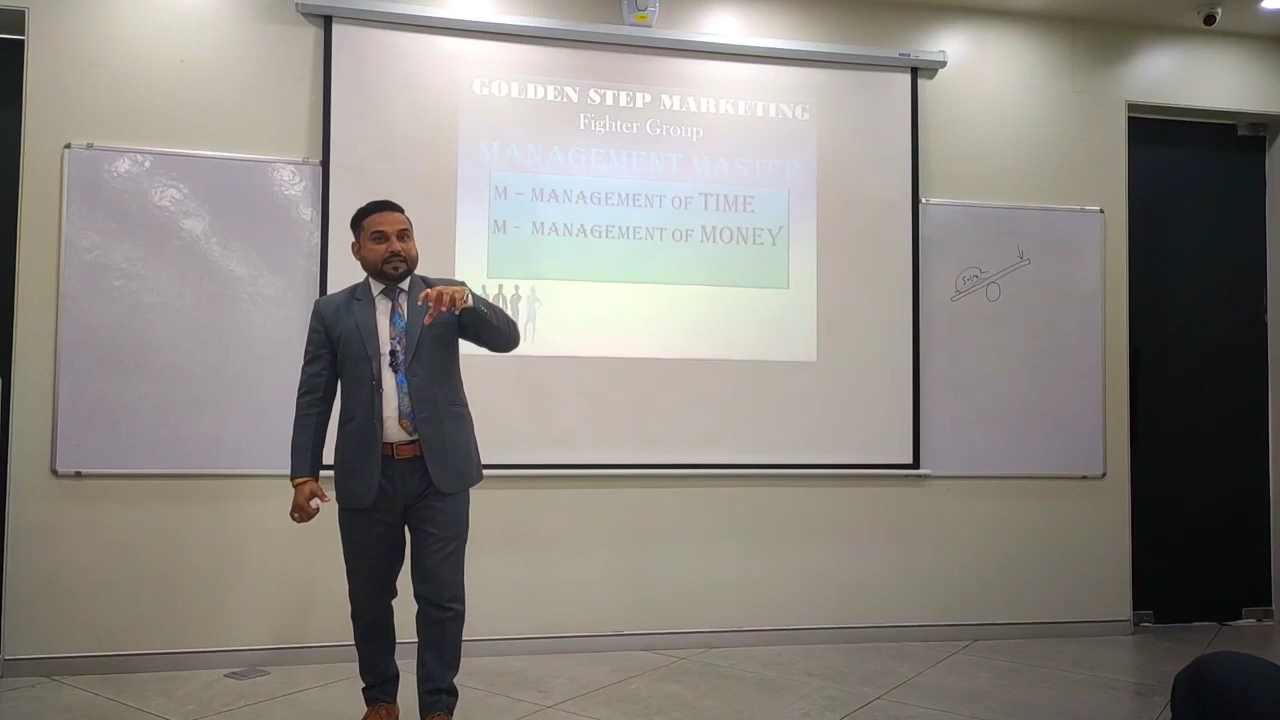 GOLDEN STEP MARKETING
Fighter Group
MANAGEMENT MASTER
M – MANAGEMENT OF TIME
M - MANAGEMENT OF MONEY